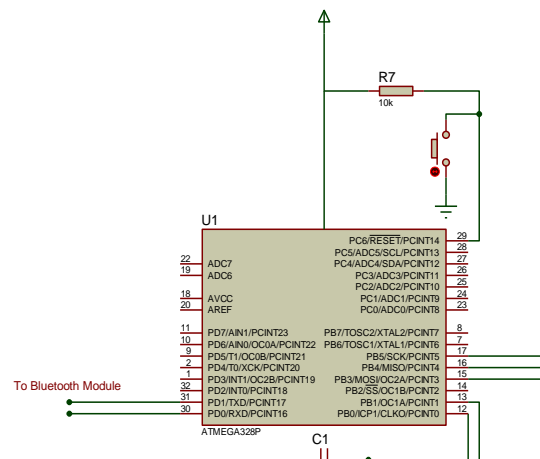 R7
10k
U1
PC6/RESET/PCINT14 29
PC5/ADC5/SCL/PCINT13 28
22 ADC7 PC4/ADC4/SDA/PCINT12 27
19 ADC6 PC3/ADC3/PCINT11 26
PC2/ADC2/PCINT10 25
18 AVCC PC1/ADC1/PCINT9 24
20 AREF PC0/ADC0/PCINT8 23
11 PD7/AIN1/PCINT23 PB7/TOSC2/XTAL2/PCINT7 8
10 PD6/AIN0/OC0A/PCINT22 PB6/TOSC1/XTAL1/PCINT6 7
9 PD5/T1/OC0B/PCINT21 PB5/SCK/PCINT5 17
2 PD4/T0/XCK/PCINT20 PB4/MISO/PCINT4 16
1 PD3/INT1/OC2B/PCINT19 PB3/MOSI/OC2A/PCINT3 15
To Bluetooth Module 32 PD2/INT0/PCINT18 PB2/SS/OC1B/PCINT2 14
31 PD1/TXD/PCINT17 PB1/OC1A/PCINT1 13
30 PD0/RXD/PCINT16 PB0/ICP1/CLKO/PCINT0 12
ATMEGA328P
C1